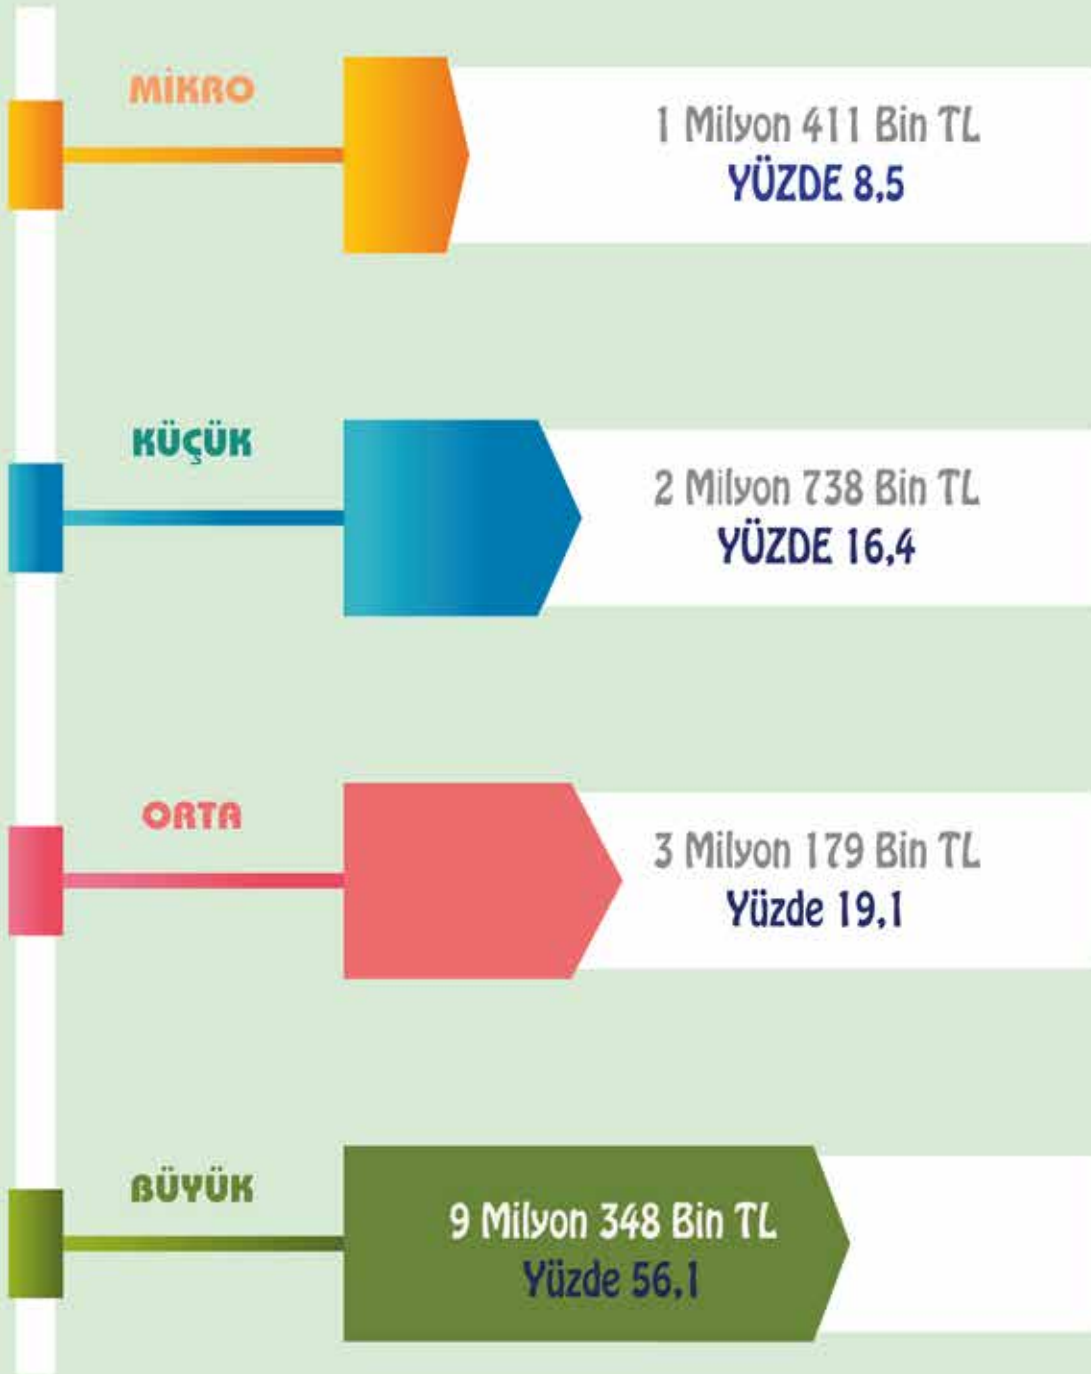 MİKRO
1 Milyon 411 Bin TL
YÜZDE 8,5
KÜÇÜK
2 Milyon 738 Bin TL
YÜZDE 16,4
ORTA
3 Milyon 179 Bin TL
Yüzde 19,1
BÜYÜK
9 Milyon 348 Bin TL
Yüzde 56,1